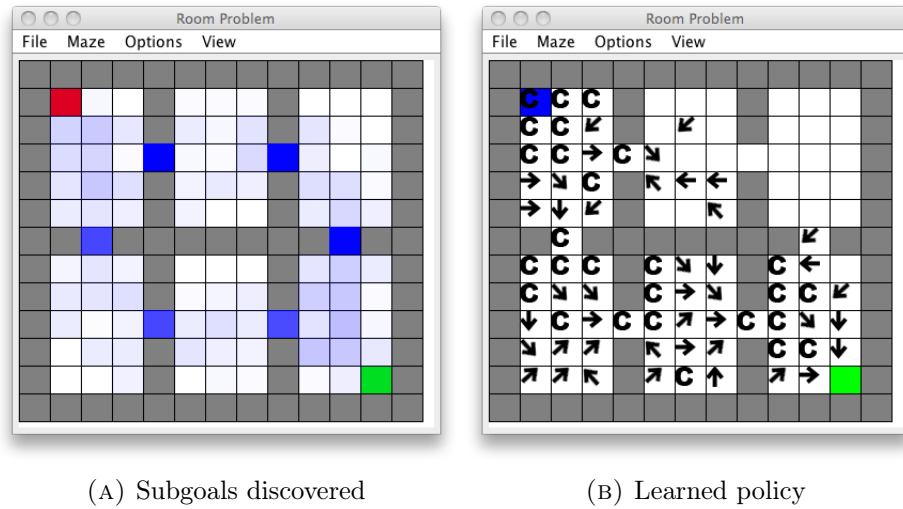 Room Problem
File Maze Options View
Room Problem
File Maze Options View
C C C
C C
C C C
C
C
C C C C C
C C C
C C C C C
C C
C
(A) Subgoals discovered
(B) Learned policy